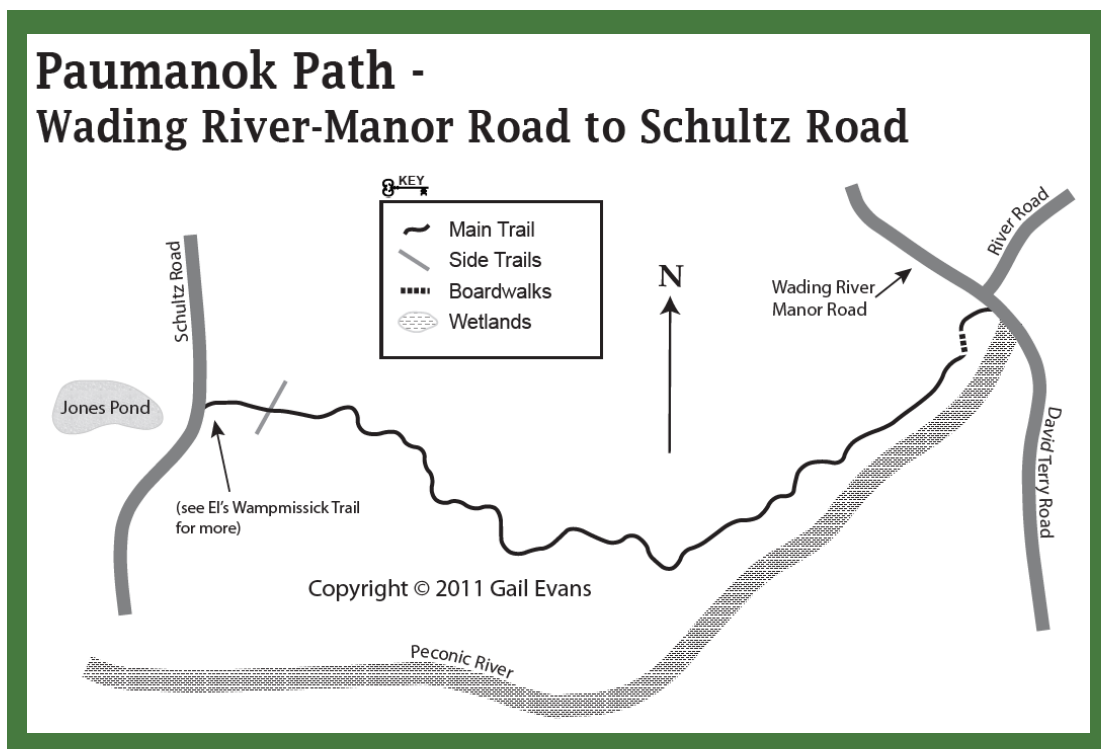 Paumanok Path -
Wading River-Manor Road to Schultz Road
KEY
Main Trail
Side Trails
Boardwalks
Wetlands
N
Schultz Road
Jones Pond
(see El's Wampmissick Trail
for more)
Wading River
Manor Road
River Road
David Terry Road
Copyright © 2011 Gail Evans
Peconic River